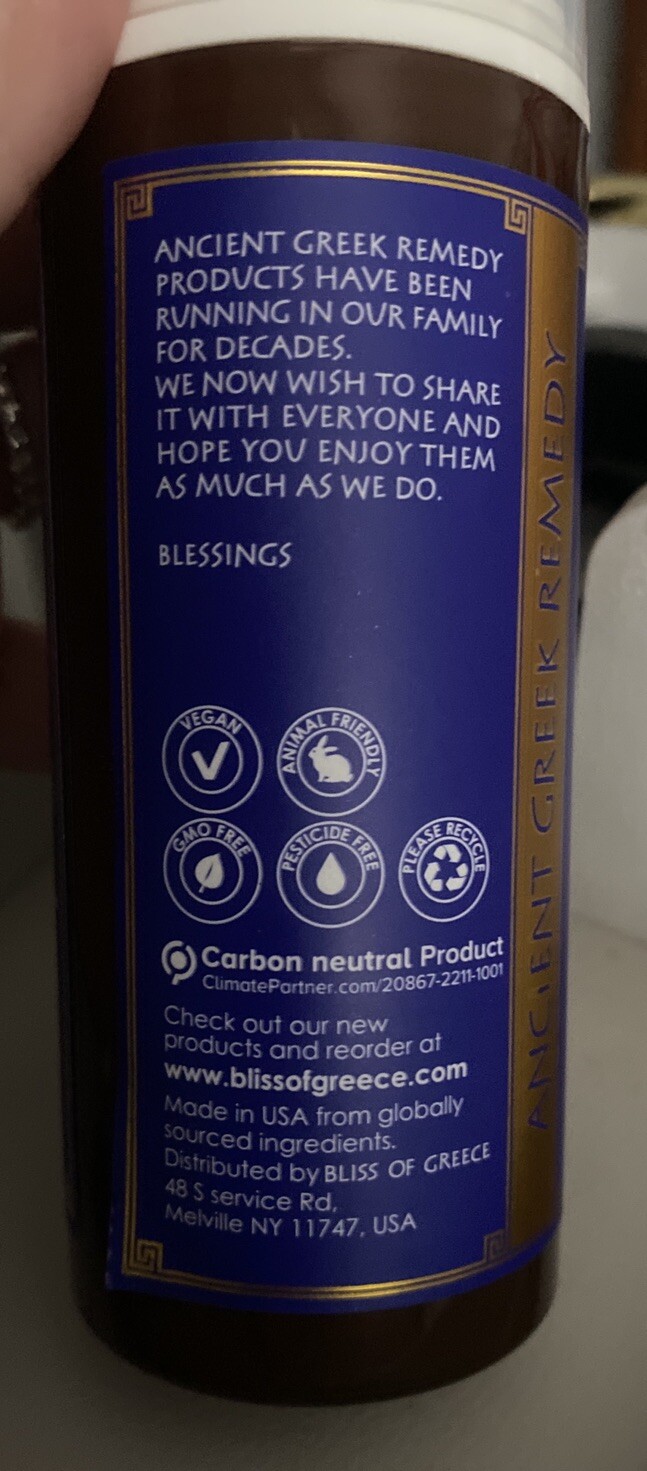 ANCIENT GREEK REMEDY
PRODUCTS HAVE BEEN
RUNNING IN OUR FAMILY
FOR DECADES.
WE NOW WISH TO SHARE
IT WITH EVERYONE AND
HOPE YOU ENJOY THEM
AS MUCH AS WE DO.
BLESSINGS
VEGAN
ANIMAL FRIENDLY
GMO FREE
PESTICIDE FREE
PLEASE RECYCLE
Carbon neutral Product
ClimatePartner.com/20867-2211-1001
Check out our new
products and reorder at
www.blissofgreece.com
Made in USA from globally
sourced ingredients.
Distributed by BLISS OF GREECE
48 S service Rd,
Melville NY 11747, USA
ANCIENT GREEK REMEDY